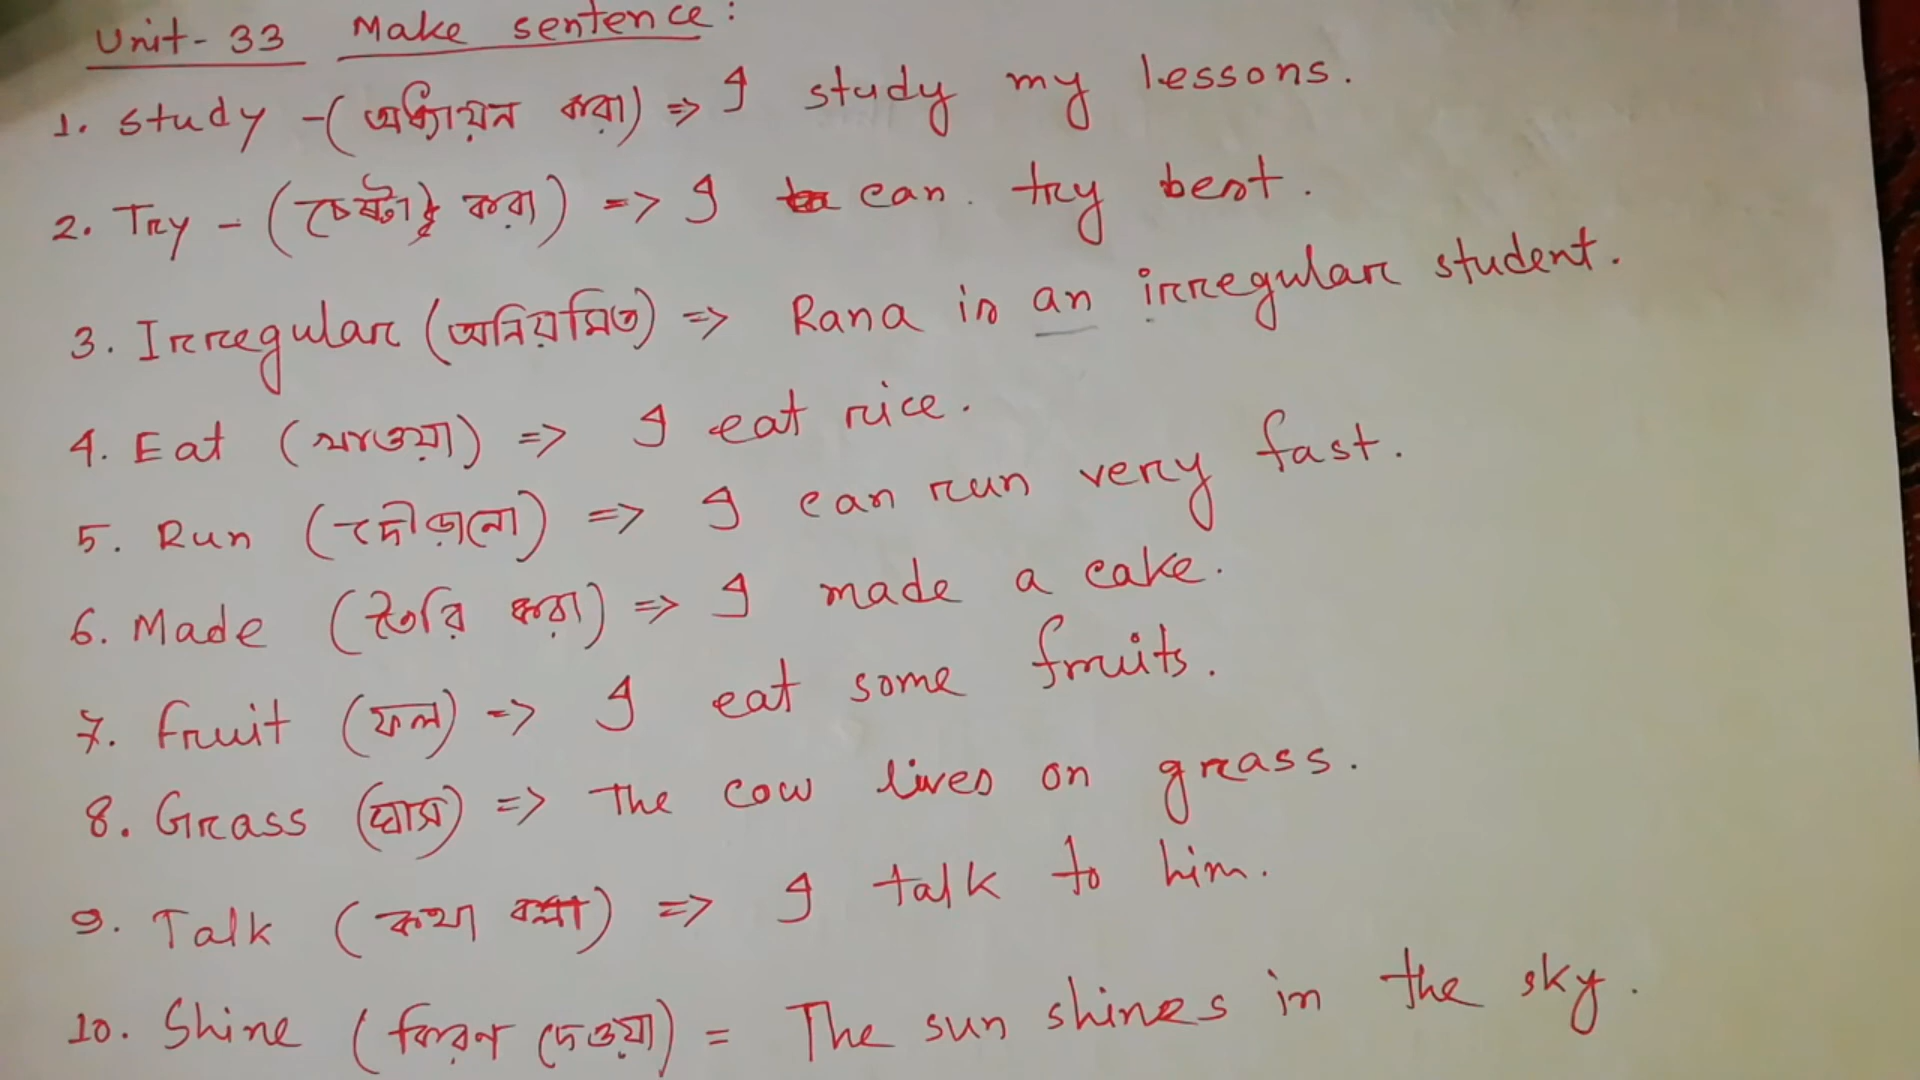 Unit- 33 Make sentence:
1. study -(অধ্যায়ন করা) => I study my lessons.
2. Try - (চেষ্টা করা) => I can. try best.
3. Irregular (অনিয়মিত) => Rana is an irregular student.
4. Eat (খাওয়া) => I eat rice.
5. Run (দৌড়ানো) => I can run very fast.
6. Made (তৈরি করা) => I made a cake.
7. Fruit (ফল) => I eat some fruits.
8. Grass (ঘাস) => The cow lives on grass.
9. Talk (কথা বলা) => I talk to him.
10. Shine (কিরণ দেওয়া) = The sun shines in the sky.